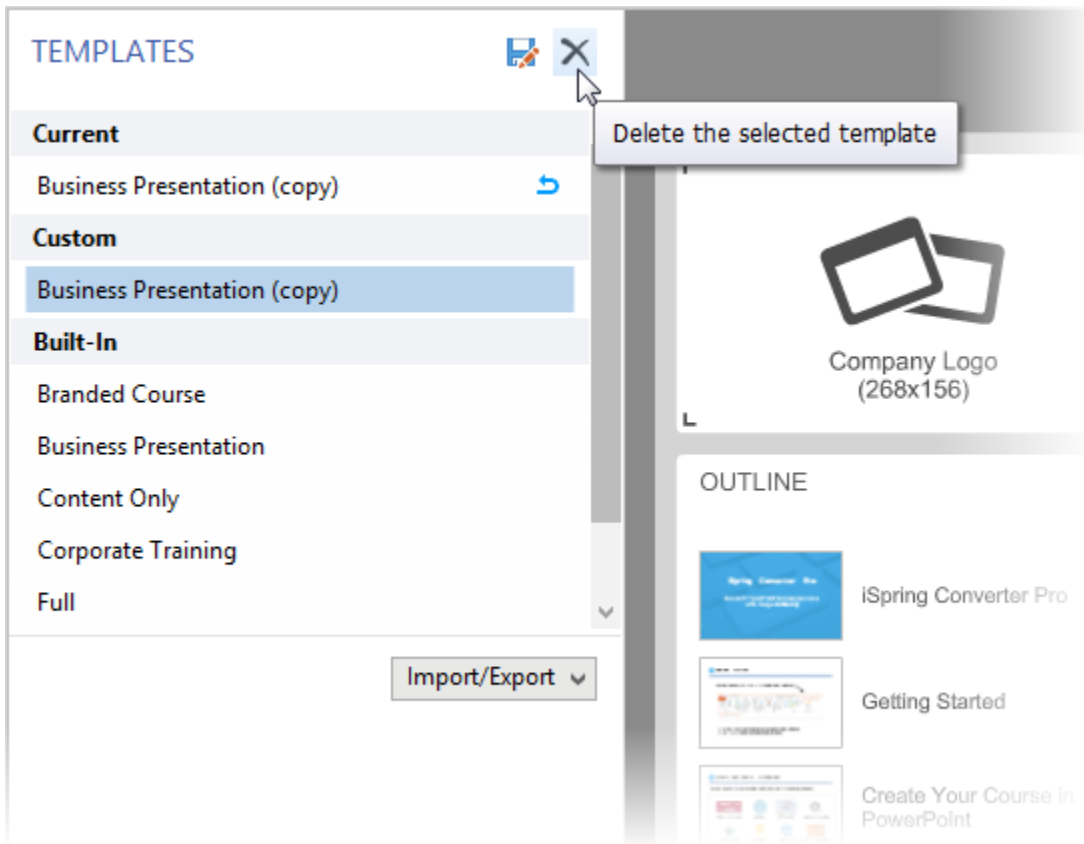 TEMPLATES
Delete the selected template
Current
Business Presentation (copy)
Custom
Business Presentation (copy)
Built-In
Branded Course
Business Presentation
Content Only
Corporate Training
Full
Import/Export
Company Logo
(268x156)
OUTLINE
iSpring Converter Pro
Getting Started
Create Your Course in
PowerPoint